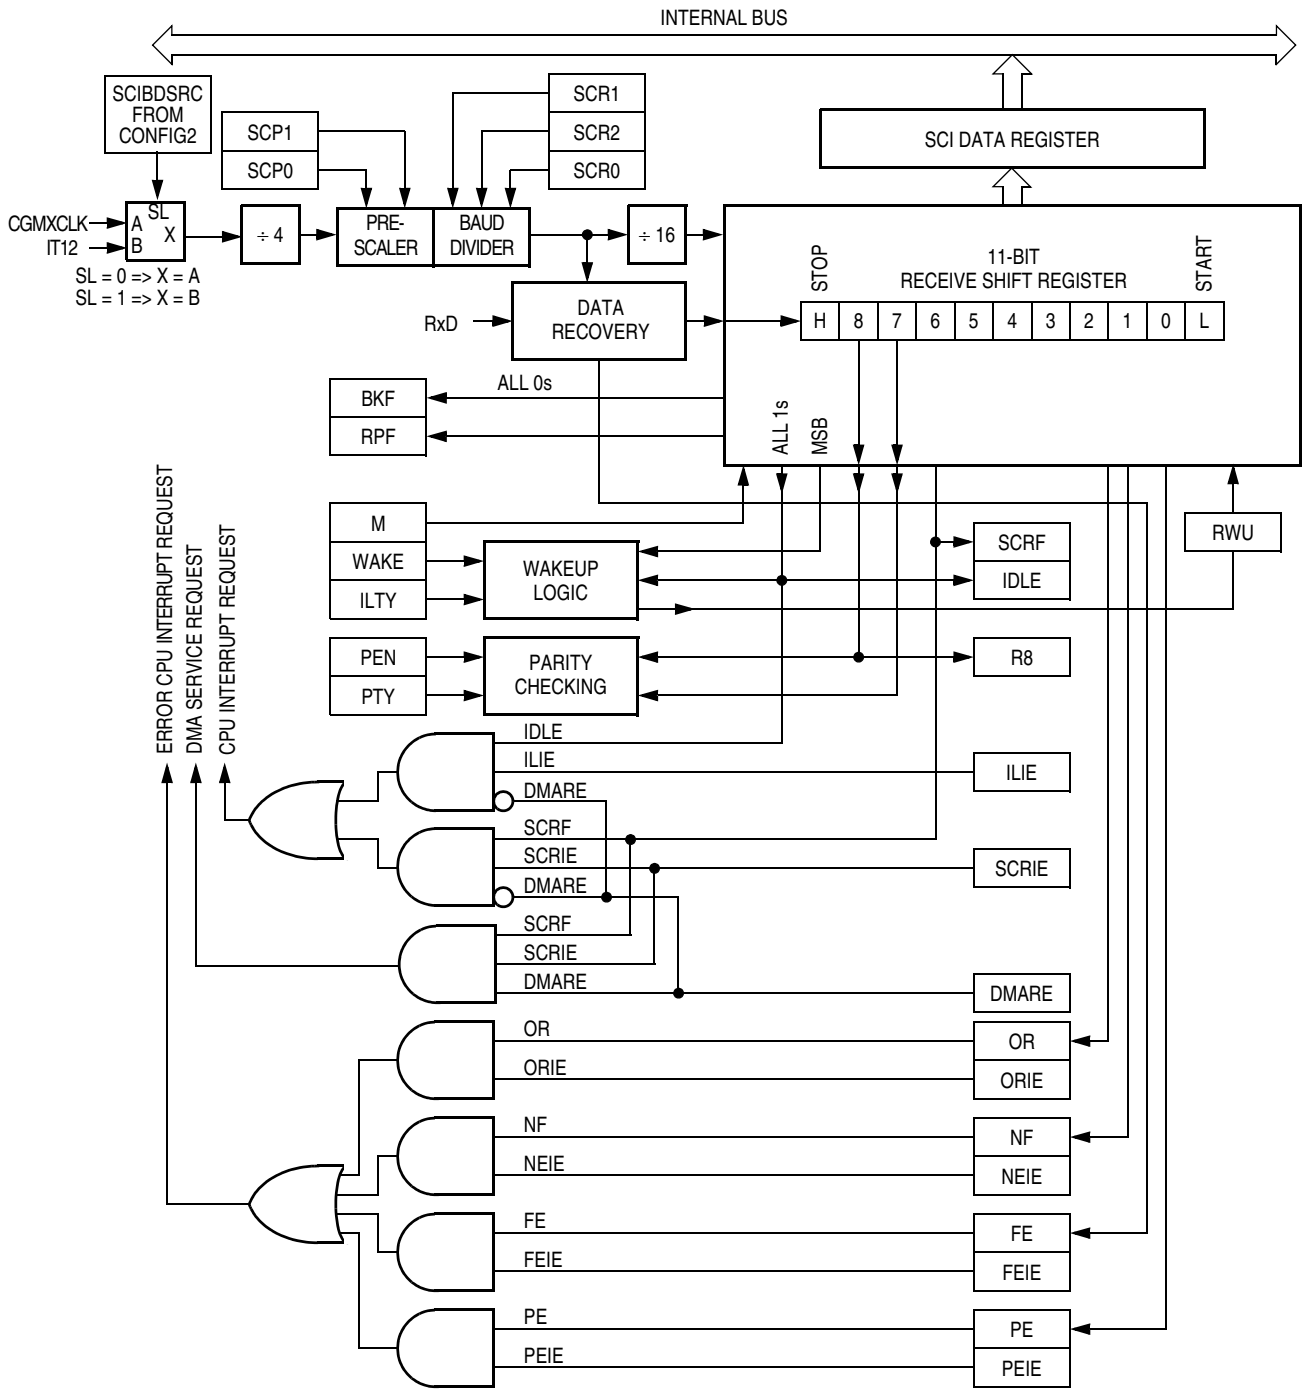 INTERNAL BUS
SCIBDSRC
FROM
CONFIG2
SCP1
SCP0
SCR1
SCR2
SCR0
SCI DATA REGISTER
CGMXCLK
IT12
A
B
SL
X
÷ 4
PRE-
SCALER
BAUD
DIVIDER
÷ 16
SL = 0 => X = A
SL = 1 => X = B
RxD
DATA
RECOVERY
STOP
11-BIT
RECEIVE SHIFT REGISTER
START
H 8 7 6 5 4 3 2 1 0 L
ALL 0s
BKF
RPF
ALL 1s
MSB
ERROR CPU INTERRUPT REQUEST
DMA SERVICE REQUEST
CPU INTERRUPT REQUEST
M
WAKE
ILTY
WAKEUP
LOGIC
SCRF
IDLE
RWU
PEN
PTY
PARITY
CHECKING
R8
IDLE
ILIE
DMARE
ILIE
SCRF
SCRIE
DMARE
SCRIE
SCRF
SCRIE
DMARE
DMARE
OR
ORIE
OR
ORIE
NF
NEIE
NF
NEIE
FE
FEIE
FE
FEIE
PE
PEIE
PE
PEIE